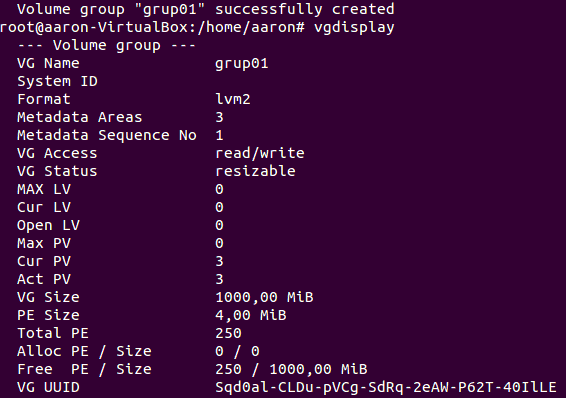 Volume group "grup01" successfully created
root@aaron-VirtualBox:/home/aaron# vgdisplay
--- Volume group ---
VG Name grup01
System ID
Format lvm2
Metadata Areas 3
Metadata Sequence No 1
VG Access read/write
VG Status resizable
MAX LV 0
Cur LV 0
Open LV 0
Max PV 0
Cur PV 3
Act PV 3
VG Size 1000,00 MiB
PE Size 4,00 MiB
Total PE 250
Alloc PE / Size 0 / 0
Free PE / Size 250 / 1000,00 MiB
VG UUID Sqd0al-CLDu-pVCg-SdRq-2eAW-P62T-40IlLE